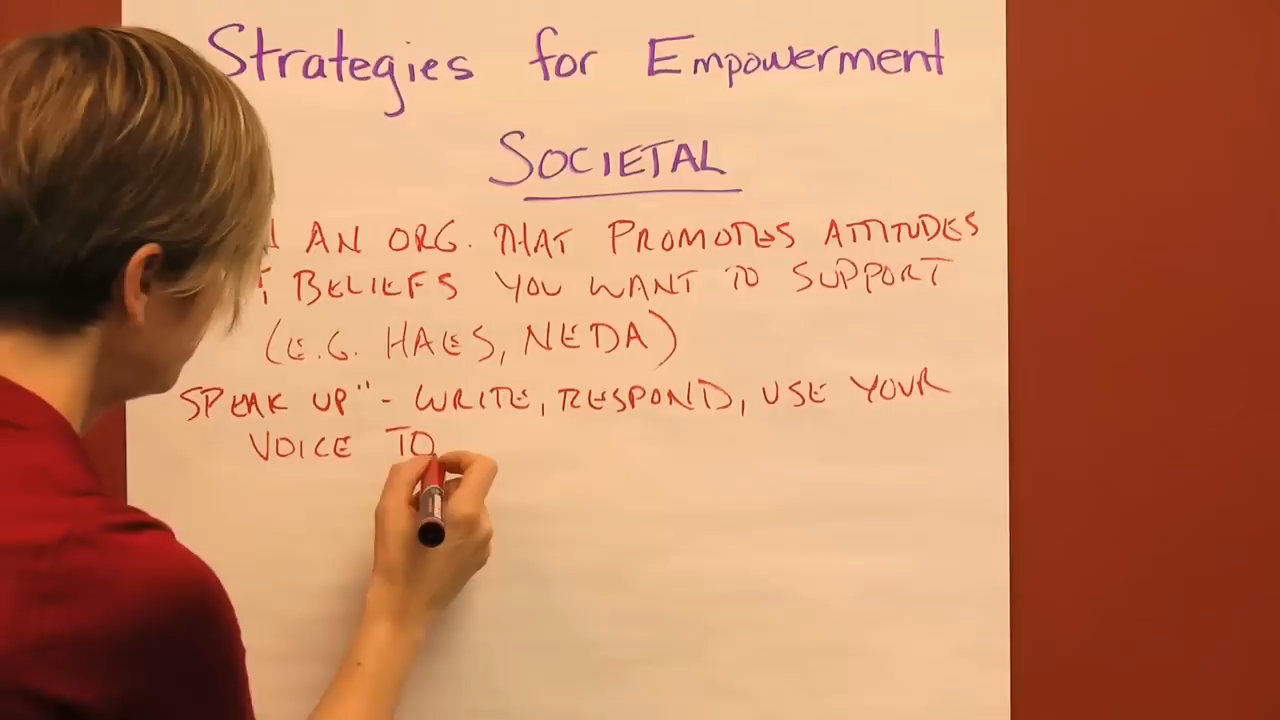 Strategies for Empowerment
SOCIETAL
AN ORG. THAT PROMOTES ATTITUDES
BELIEFS YOU WANT TO SUPPORT
(E.G. HAES, NEDA)
SPEAK UP" - WRITE, RESPOND, USE YOUR
VOICE TO